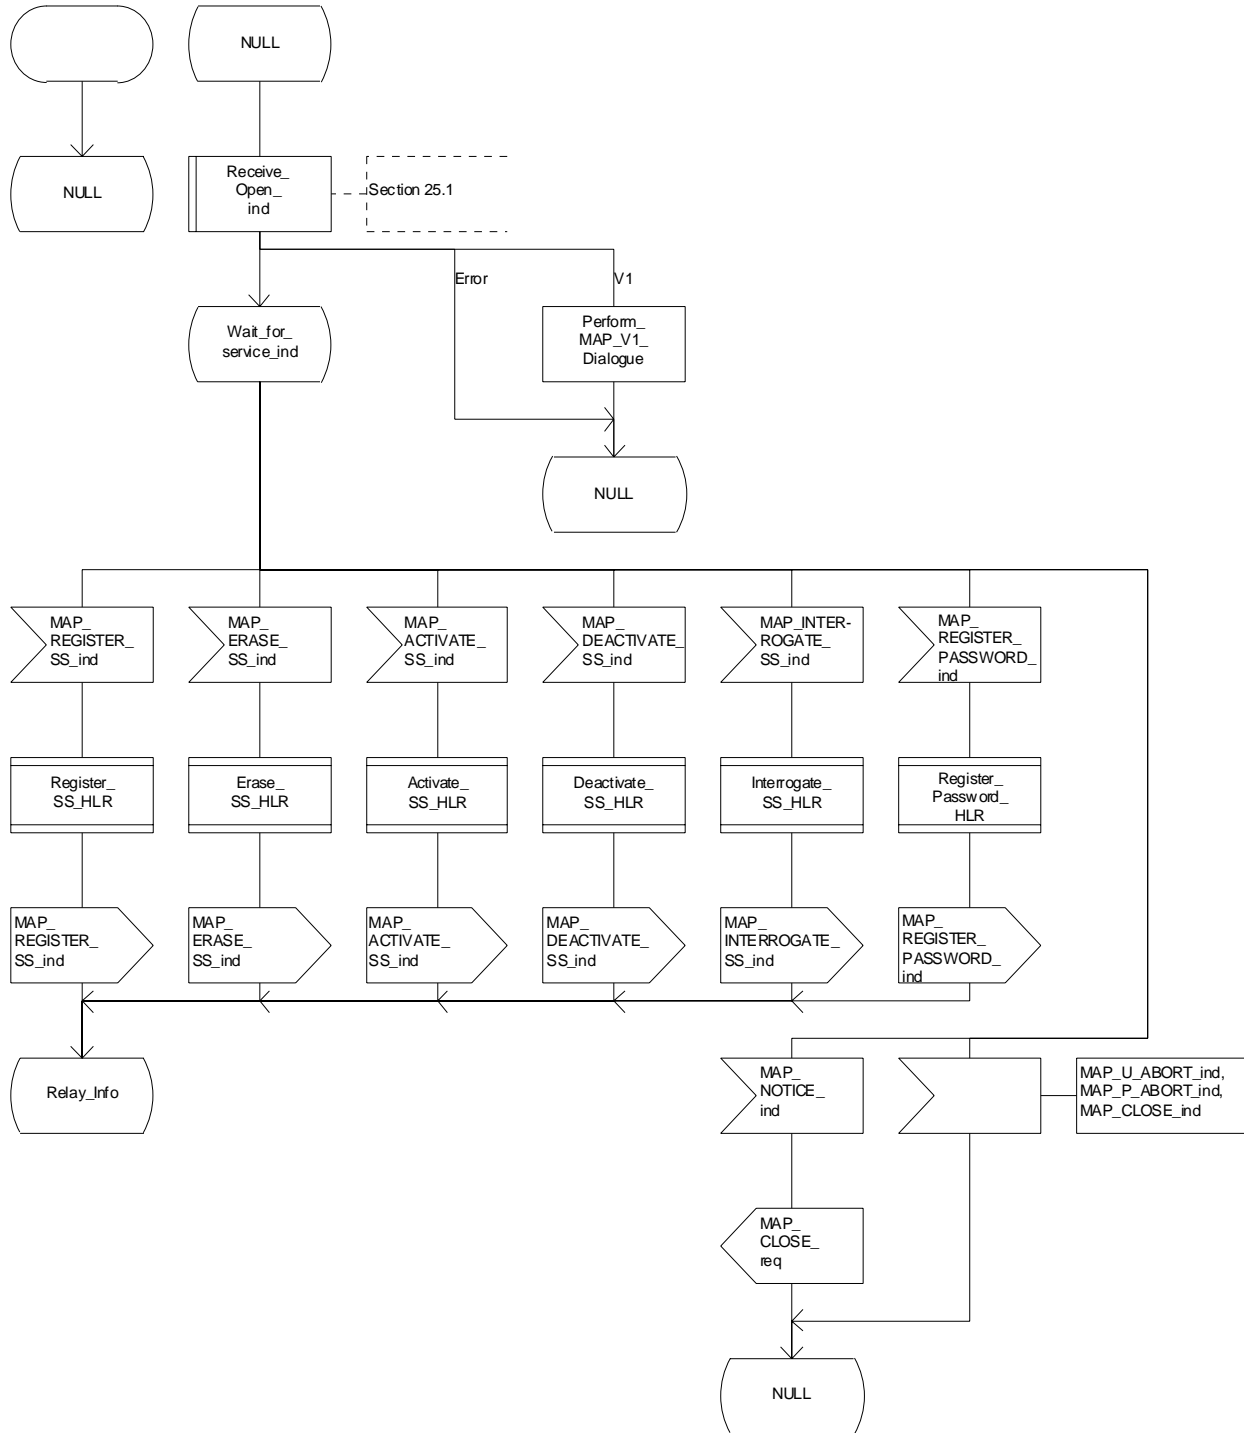 NULL
NULL
Receive_
Open_
ind
Section 25.1
Error
V1
Wait_for_
service_ind
Perform_
MAP_V1_
Dialogue
NULL
MAP_
REGISTER_
SS_ind
MAP_
ERASE_
SS_ind
MAP_
ACTIVATE_
SS_ind
MAP_
DEACTIVATE_
SS_ind
MAP_INTER-
ROGATE_
SS_ind
MAP_
REGISTER_
PASSWORD_
ind
Register_
SS_HLR
Erase_
SS_HLR
Activate_
SS_HLR
Deactivate_
SS_HLR
Interrogate_
SS_HLR
Register_
Password_
HLR
MAP_
REGISTER_
SS_ind
MAP_
ERASE_
SS_ind
MAP_
ACTIVATE_
SS_ind
MAP_
DEACTIVATE_
SS_ind
MAP_
INTERROGATE_
SS_ind
MAP_
REGISTER_
PASSWORD_
ind
Relay_Info
MAP_
NOTICE_
ind
MAP_U_ABORT_ind,
MAP_P_ABORT_ind,
MAP_CLOSE_ind
MAP_
CLOSE_
req
NULL